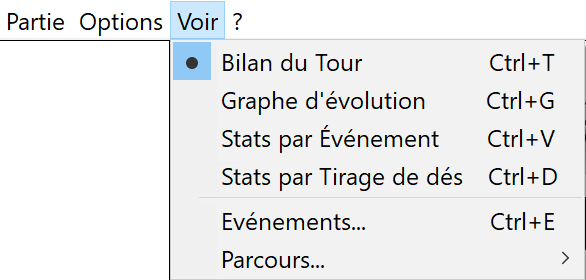 Partie Options Voir ?
Bilan du Tour Ctrl+T
Graphe d'évolution Ctrl+G
Stats par Événement Ctrl+V
Stats par Tirage de dés Ctrl+D
Evénements... Ctrl+E
Parcours...